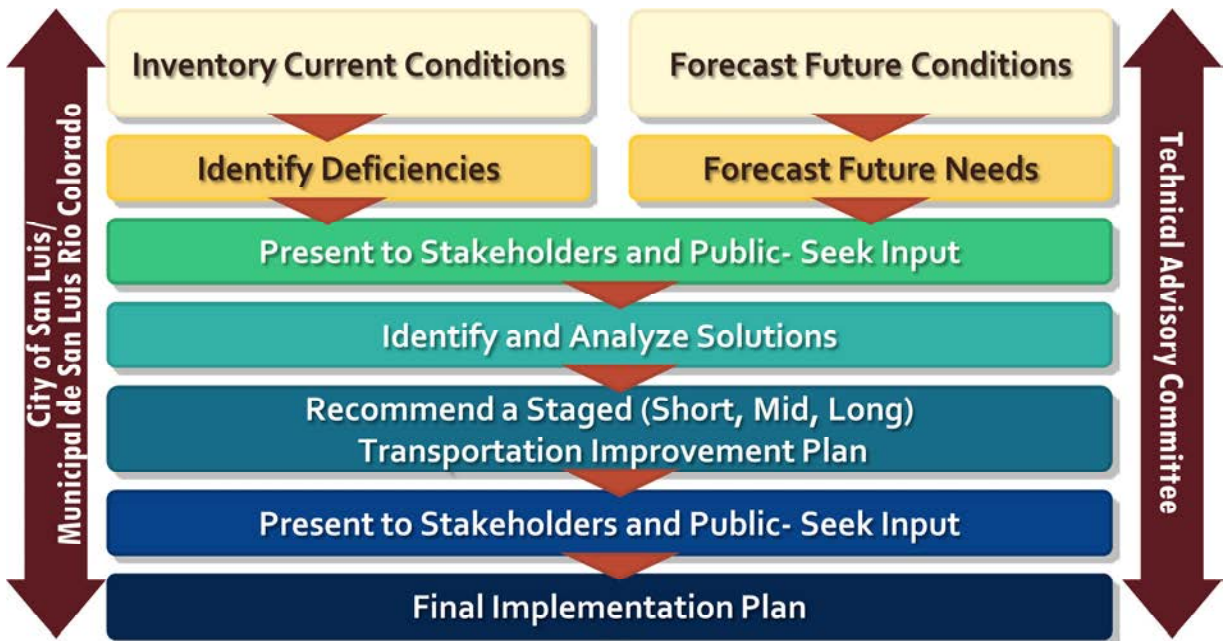 City of San Luis/
Municipal de San Luis Rio Colorado
Inventory Current Conditions
Forecast Future Conditions
Identify Deficiencies
Forecast Future Needs
Present to Stakeholders and Public- Seek Input
Identify and Analyze Solutions
Recommend a Staged (Short, Mid, Long)
Transportation Improvement Plan
Present to Stakeholders and Public- Seek Input
Final Implementation Plan
Technical Advisory Committee